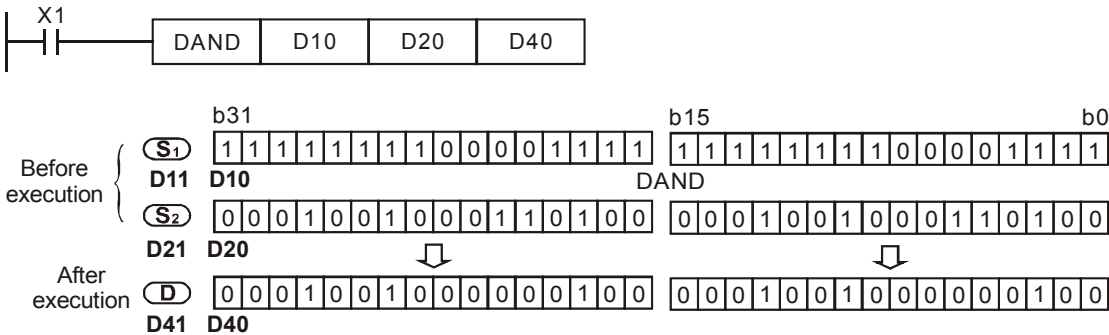 X1
DAND D10 D20 D40
b31 b15 b0
Before execution
S1 1 1 1 1 1 1 1 1 0 0 0 0 1 1 1 1 1 1 1 1 1 1 1 1 0 0 0 0 1 1 1 1
D11 D10
DAND
S2 0 0 0 1 0 0 1 0 0 0 1 1 0 1 0 0 0 0 0 1 0 0 1 0 0 0 1 1 0 1 0 0
D21 D20
After execution
D 0 0 0 1 0 0 1 0 0 0 0 0 0 1 0 0 0 0 0 1 0 0 1 0 0 0 0 0 0 1 0 0
D41 D40